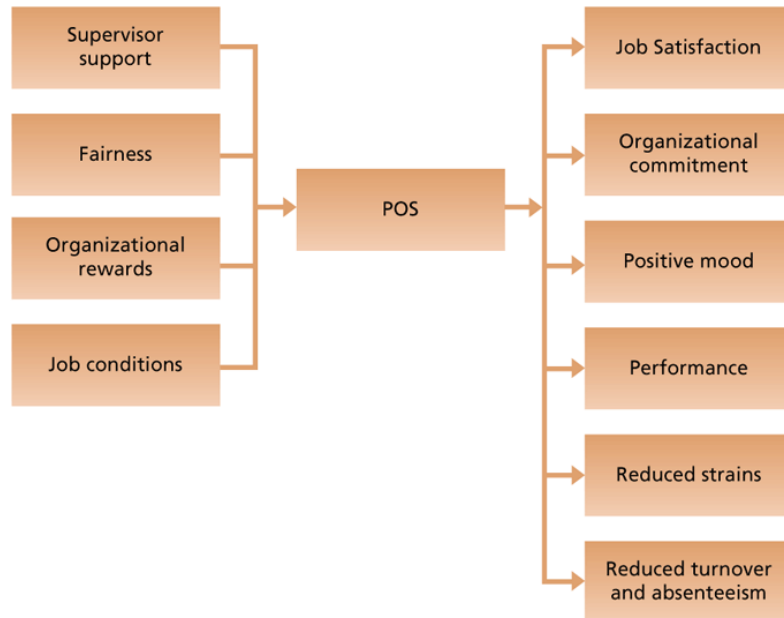 Supervisor
support
Fairness
Organizational
rewards
Job conditions
POS
Job Satisfaction
Organizational
commitment
Positive mood
Performance
Reduced strains
Reduced turnover
and absenteeism